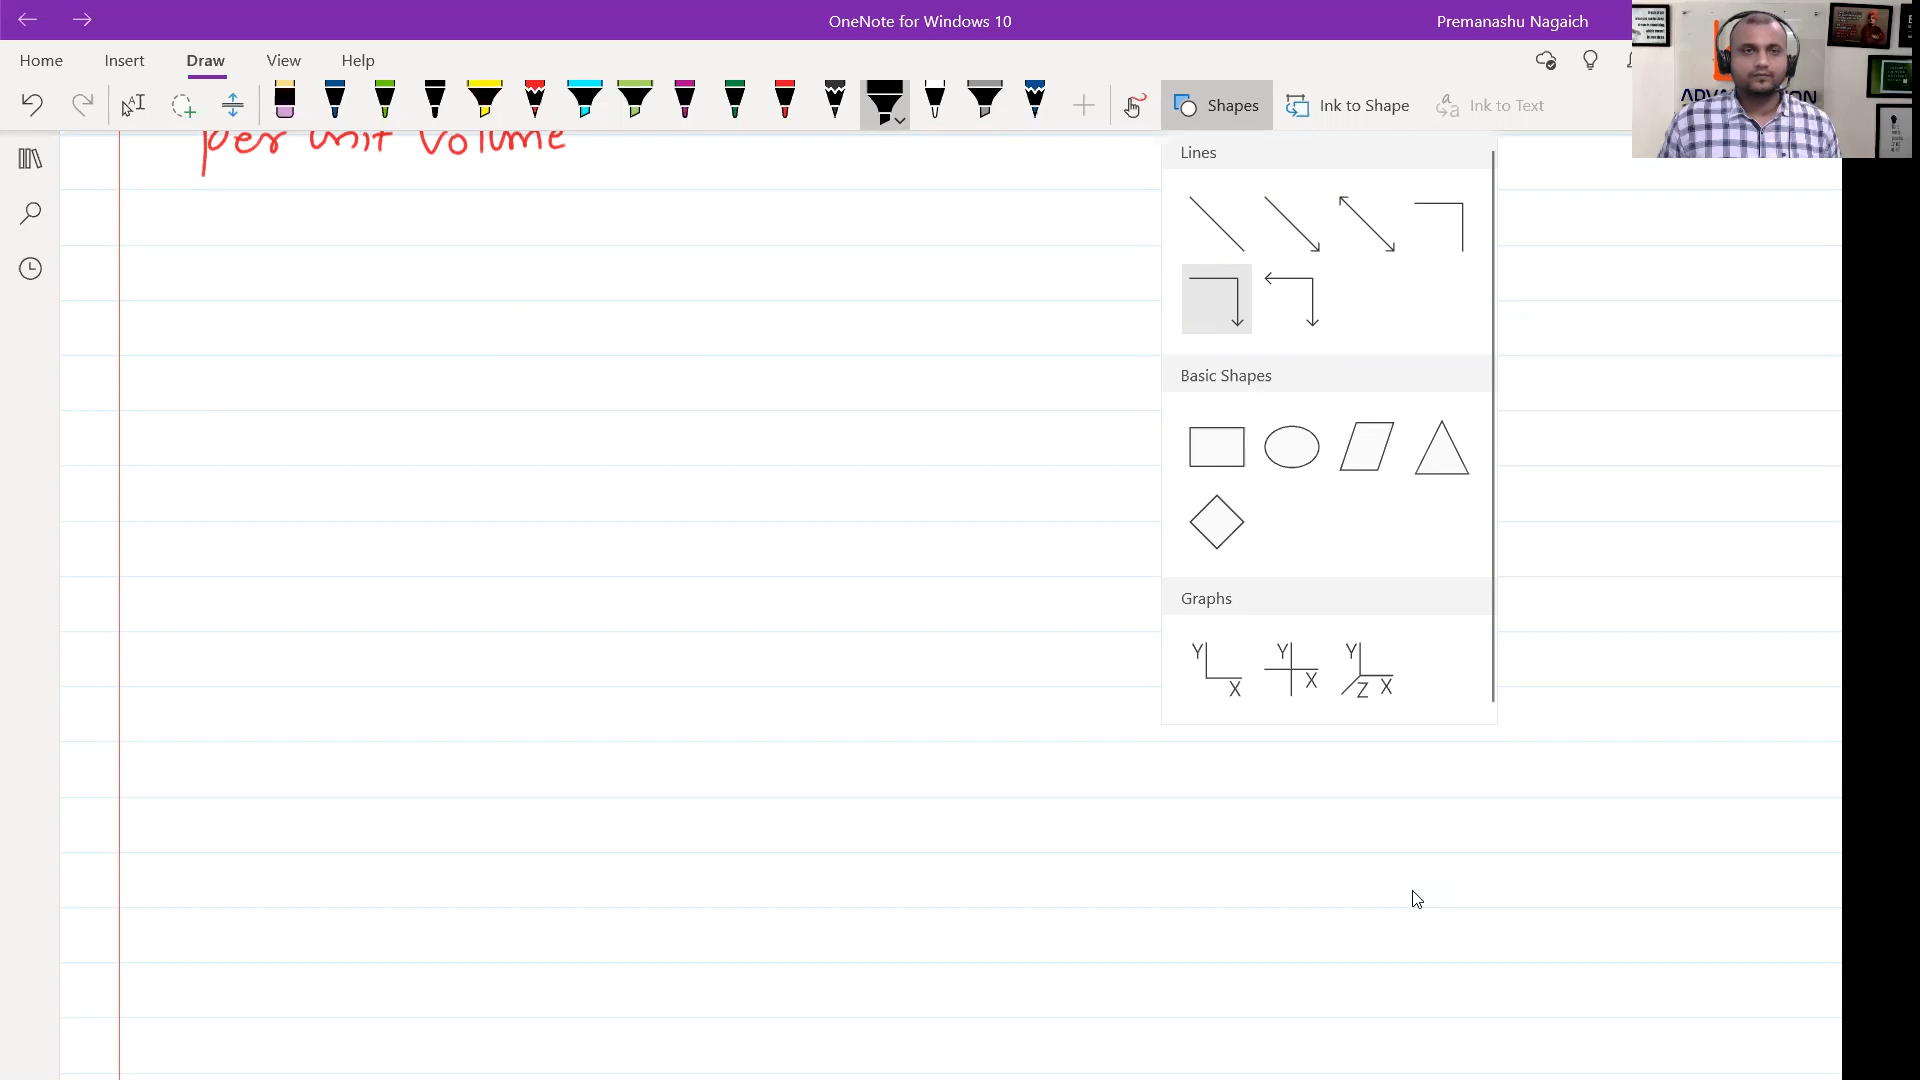 OneNote for Windows 10
Premanashu Nagaich
Home Insert Draw View Help
Shapes Ink to Shape Ink to Text
per unit volume
Lines
Basic Shapes
Graphs
Y X Y X Y Z X